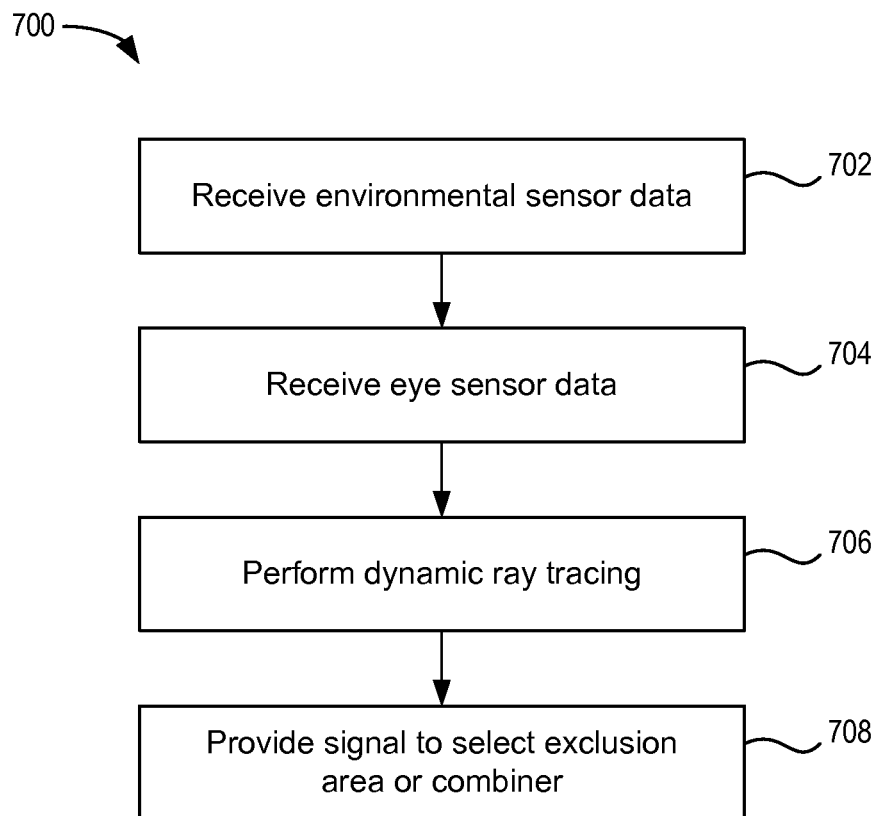 700
Receive environmental sensor data
702
Receive eye sensor data
704
Perform dynamic ray tracing
706
Provide signal to select exclusion
area or combiner
708